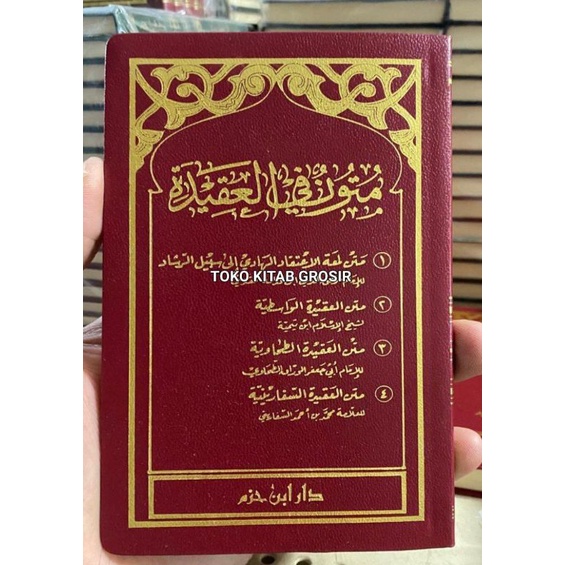 متون في العقيدة
١ متن لمعة الاعتقاد الهادي إلى سبيل الرشاد
TOKO KITAB GROSIR
للإمام
٢ متن العقيدة الواسطية
لشيخ الإسلام ابن تيمية
٣ متن العقيدة الطحاوية
للإمام أبي جعفر الوراق الطحاوي
٤ متن العقيدة السفارينية
للعلامة محمد بن أحمد السفاريني
دار ابن حزم